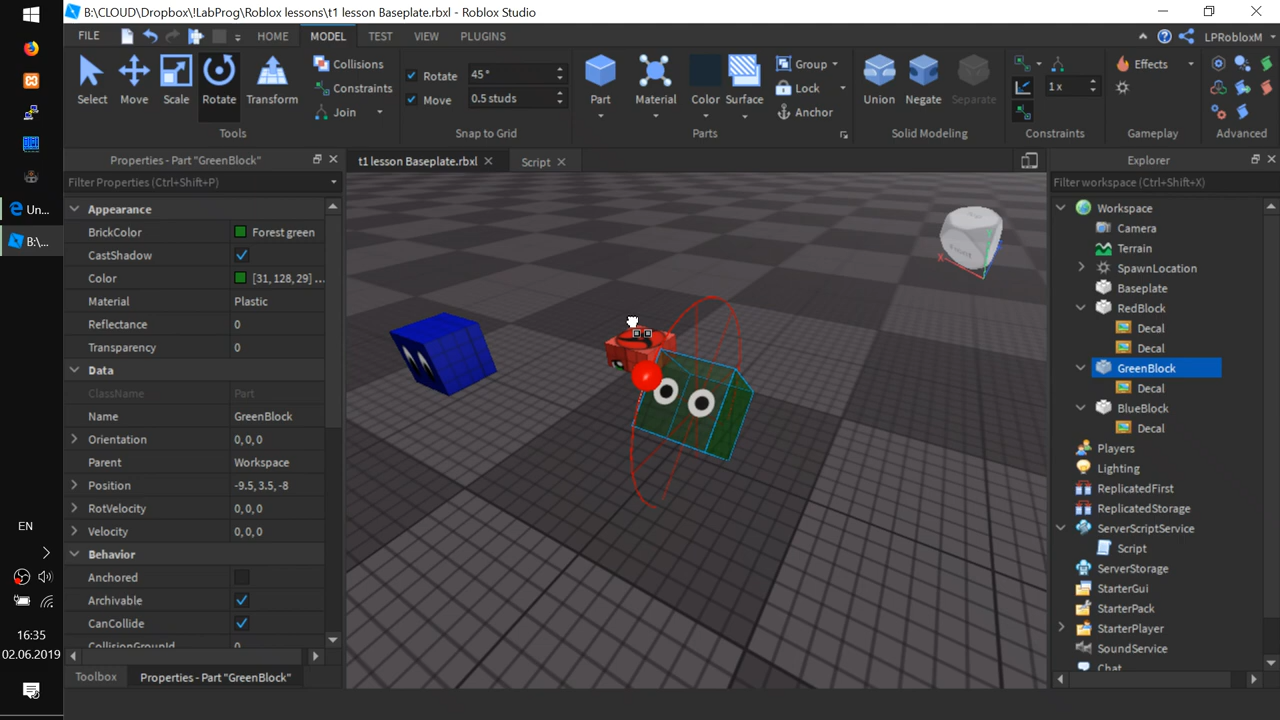 B:\CLOUD\Dropbox\!LabProg\Roblox lessons\t1 lesson Baseplate.rbxl - Roblox Studio
FILE HOME MODEL TEST VIEW PLUGINS LPRobloxM
Select Move Scale Rotate Transform
Collisions
Constraints
Join
Tools
Rotate 45°
Move 0.5 studs
Snap to Grid
Part Material Color Surface
Group
Lock
Anchor
Parts
Union Negate Separate
Solid Modeling
1 x
Constraints
Effects
Gameplay
Advanced
Properties - Part "GreenBlock"
Filter Properties (Ctrl+Shift+P)
Appearance
BrickColor Forest green
CastShadow
Color [31, 128, 29] ...
Material Plastic
Reflectance 0
Transparency 0
Data
ClassName Part
Name GreenBlock
Orientation 0, 0, 0
Parent Workspace
Position -9.5, 3.5, -8
RotVelocity 0, 0, 0
Velocity 0, 0, 0
Behavior
Anchored
Archivable
CanCollide
CollisionGroupId 0
Toolbox Properties - Part "GreenBlock"
t1 lesson Baseplate.rbxl Script
X
Explorer
Filter workspace (Ctrl+Shift+X)
Workspace
Camera
Terrain
SpawnLocation
Baseplate
RedBlock
Decal
Decal
GreenBlock
Decal
BlueBlock
Decal
Players
Lighting
ReplicatedFirst
ReplicatedStorage
ServerScriptService
Script
ServerStorage
StarterGui
StarterPack
StarterPlayer
SoundService
Chat
Un...
B:\...
EN
16:35
02.06.2019